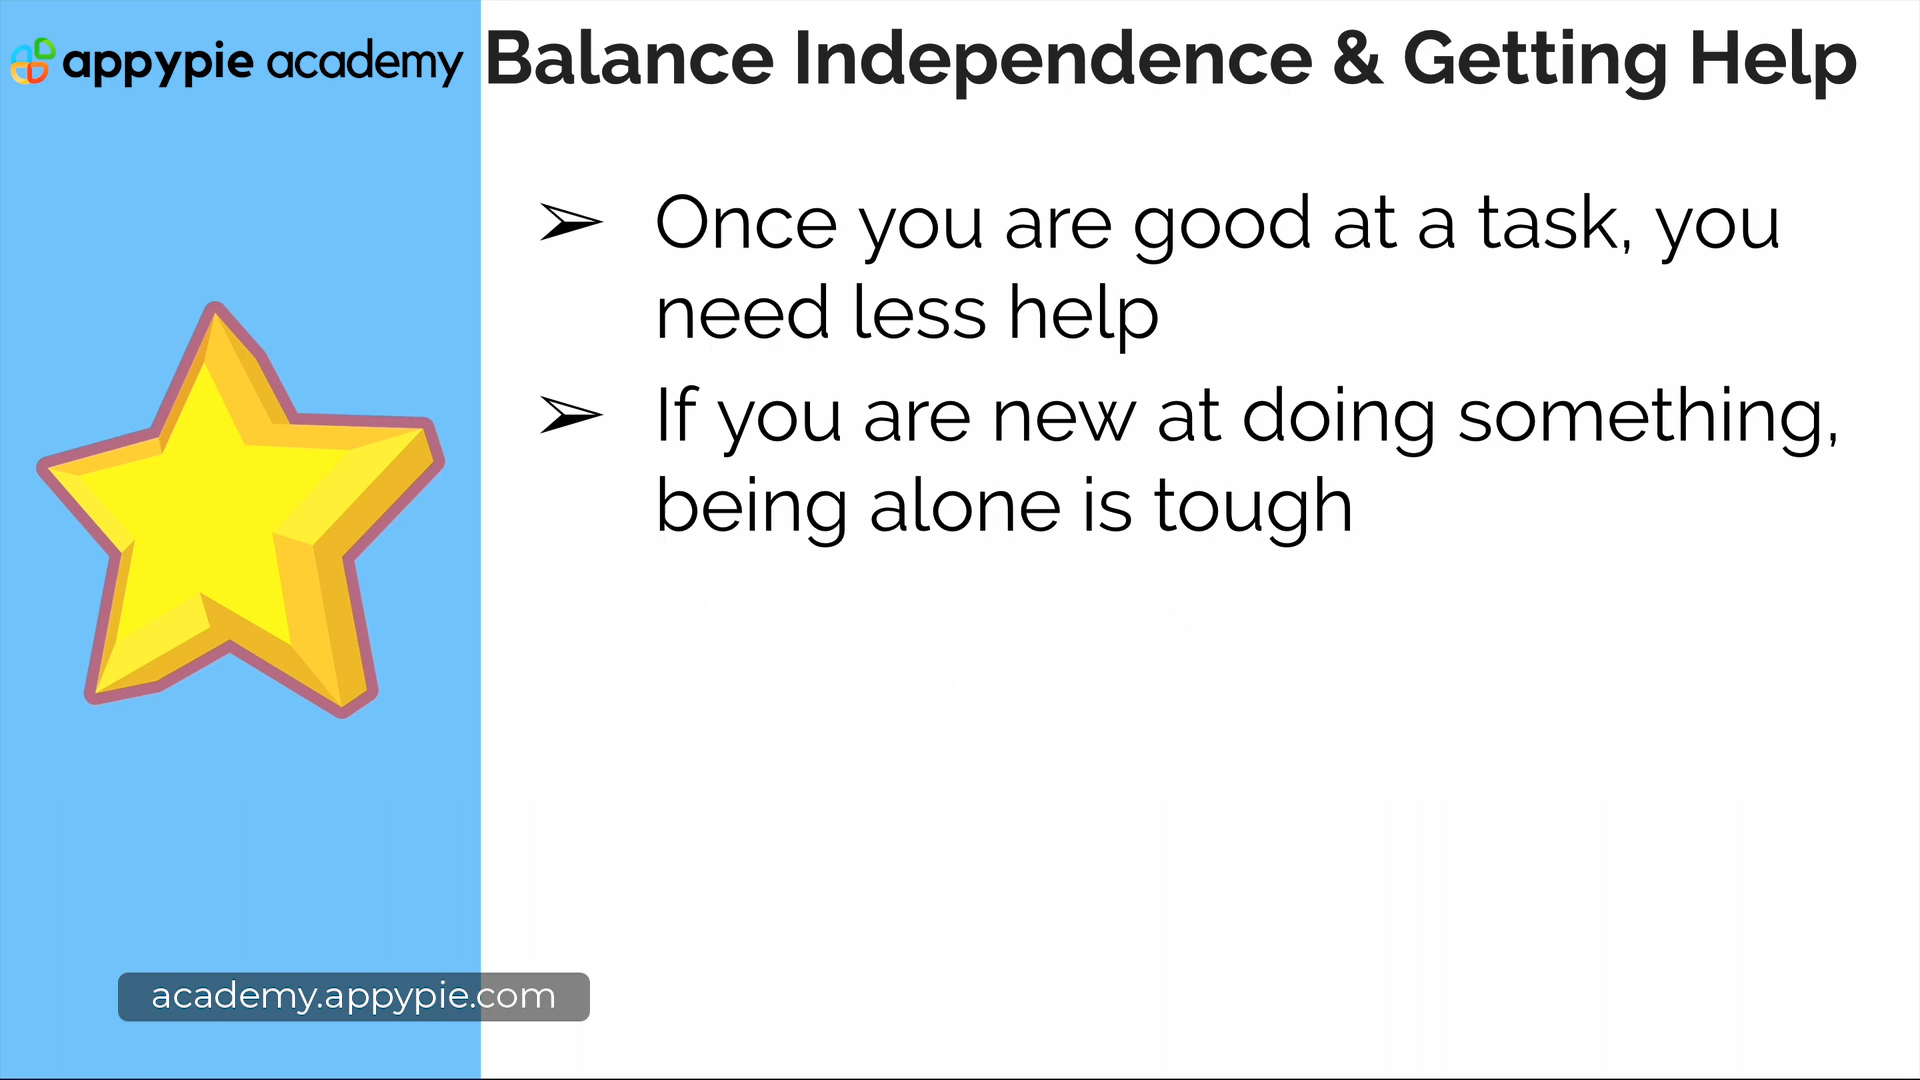 appypie academy
Balance Independence & Getting Help
➢ Once you are good at a task, you
need less help
➢ If you are new at doing something,
being alone is tough
academy.appypie.com